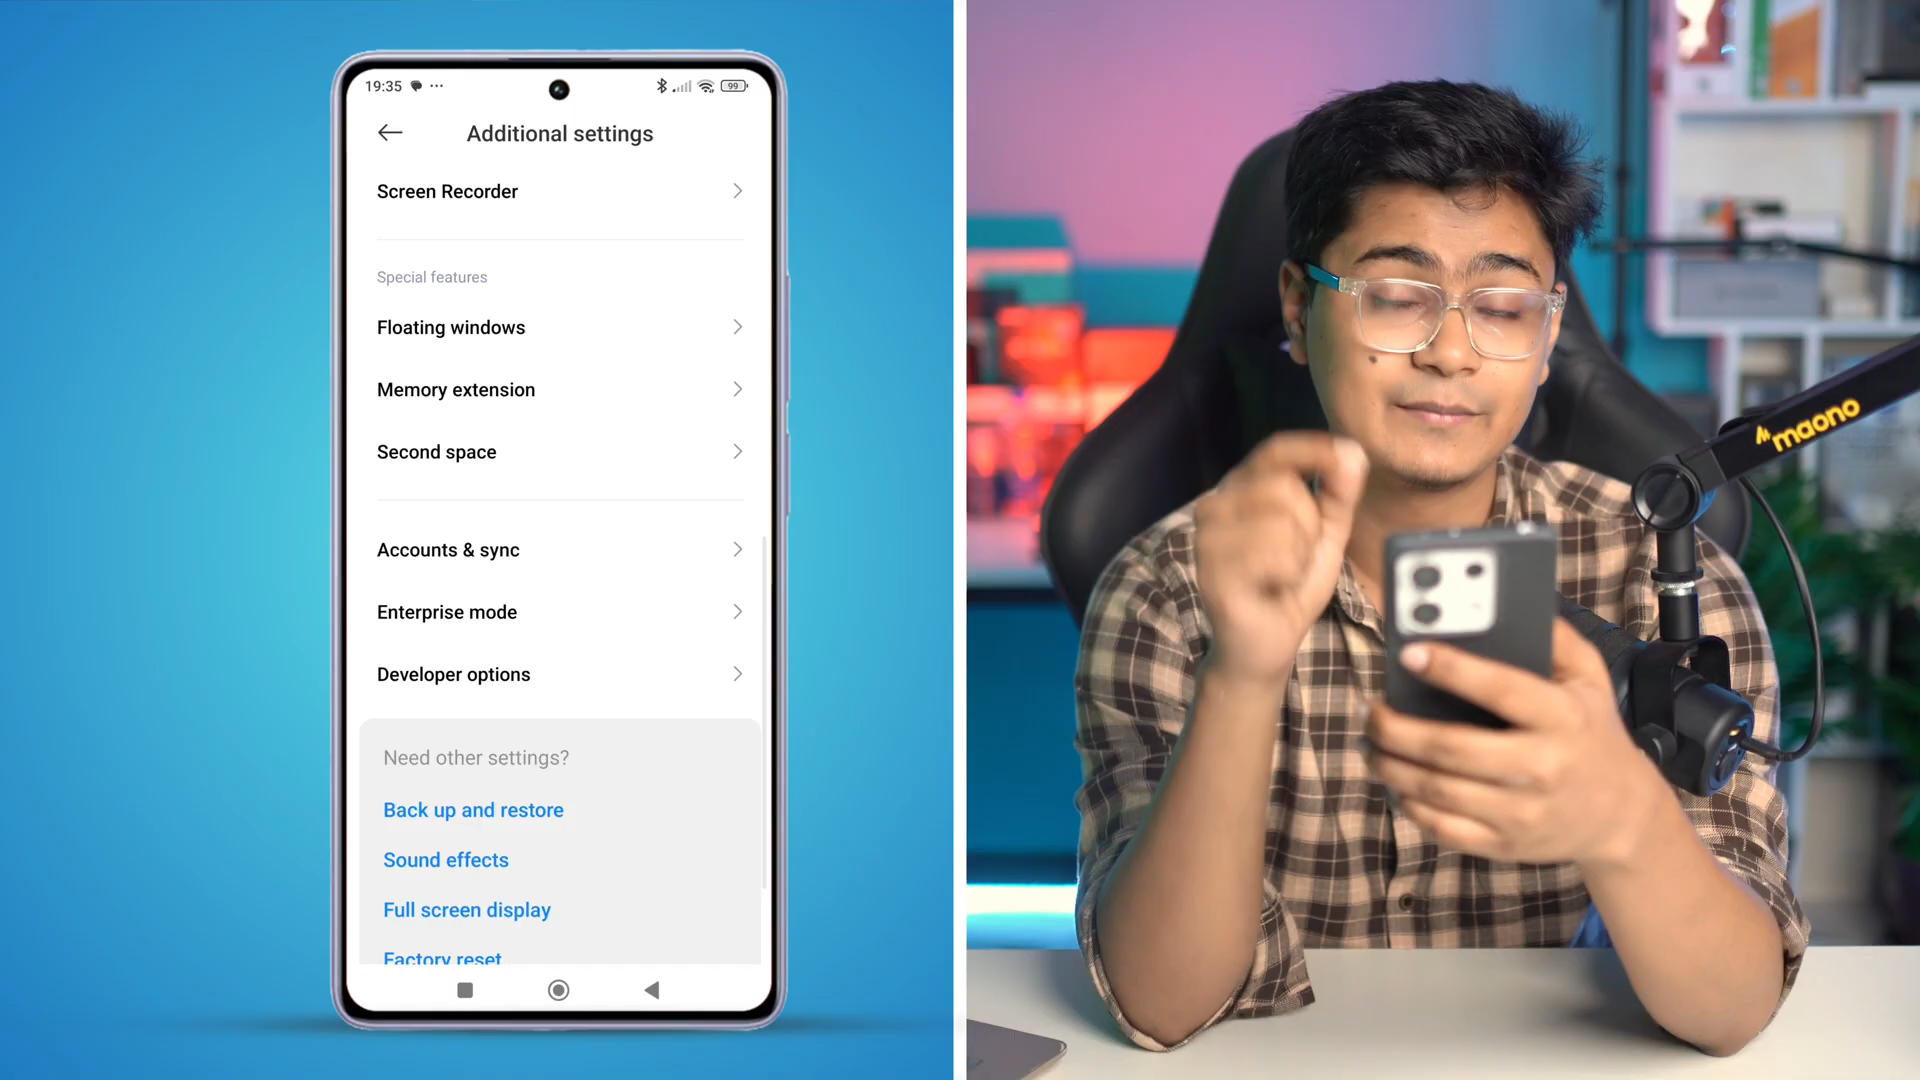 19:35
99
Additional settings
Screen Recorder
Special features
Floating windows
Memory extension
Second space
Accounts & sync
Enterprise mode
Developer options
Need other settings?
Back up and restore
Sound effects
Full screen display
Factory reset
maono